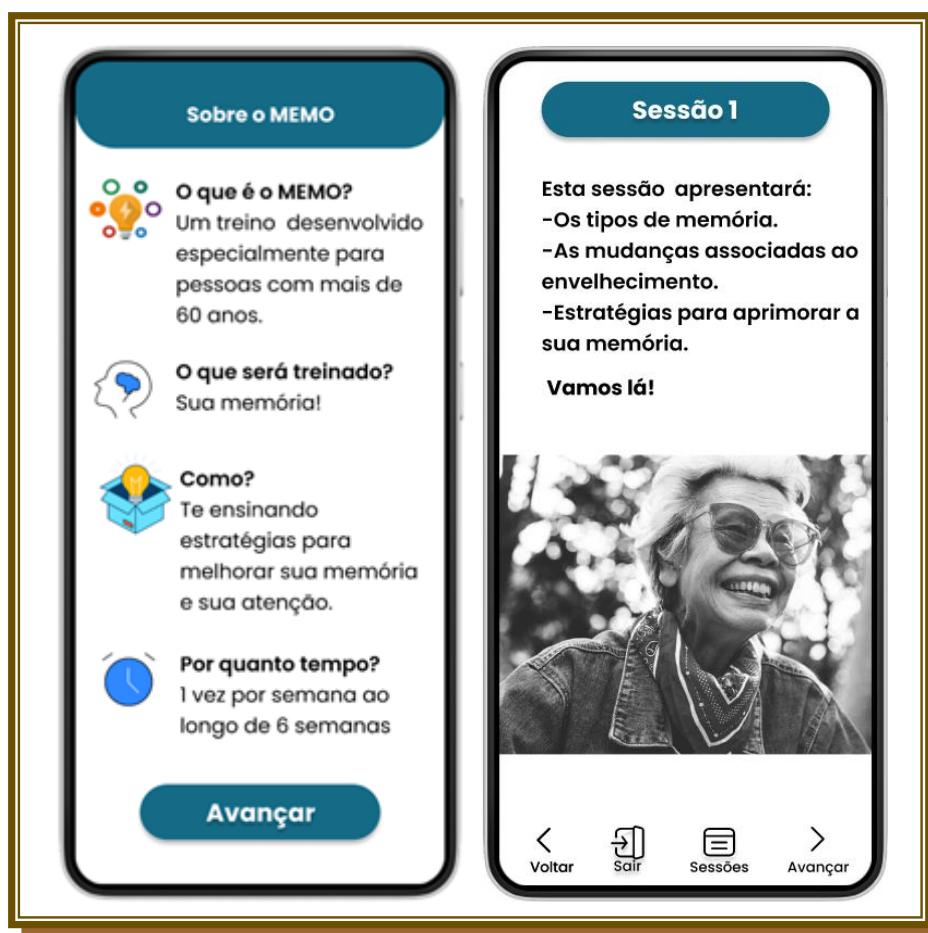 Sobre o MEMO
O que é o MEMO?
Um treino desenvolvido
especialmente para
pessoas com mais de
60 anos.
O que será treinado?
Sua memória!
Como?
Te ensinando
estratégias para
melhorar sua memória
e sua atenção.
Por quanto tempo?
1 vez por semana ao
longo de 6 semanas
Avançar
Sessão 1
Esta sessão apresentará:
-Os tipos de memória.
-As mudanças associadas ao
envelhecimento.
-Estratégias para aprimorar a
sua memória.
Vamos lá!
Voltar Sair Sessões Avançar